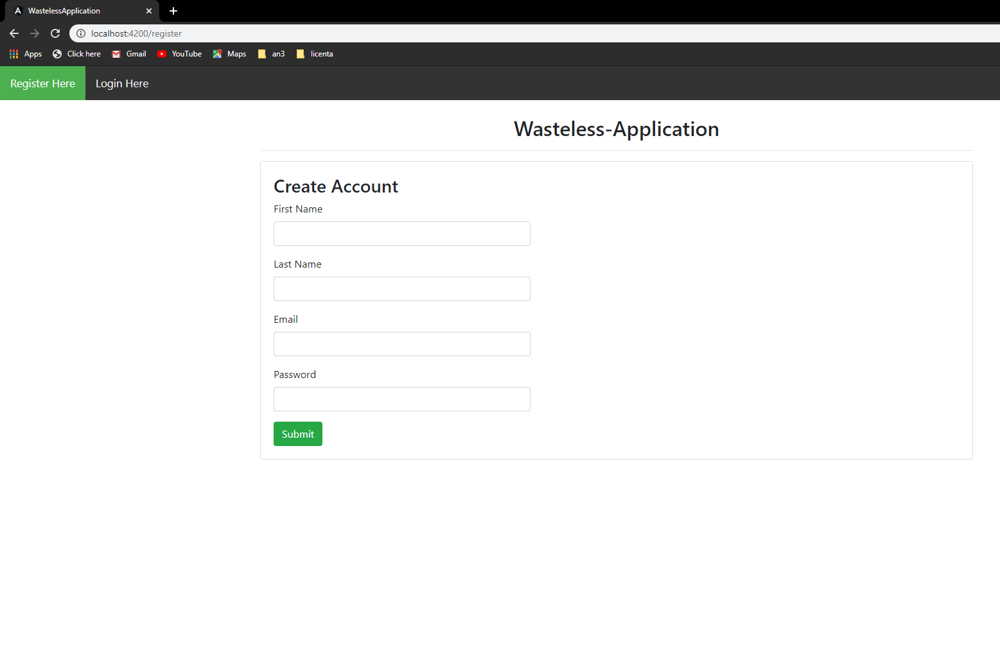 WastelessApplication
localhost:4200/register
Apps Click here Gmail YouTube Maps an3 licenta
Register Here Login Here
Wasteless-Application
Create Account
First Name
Last Name
Email
Password
Submit